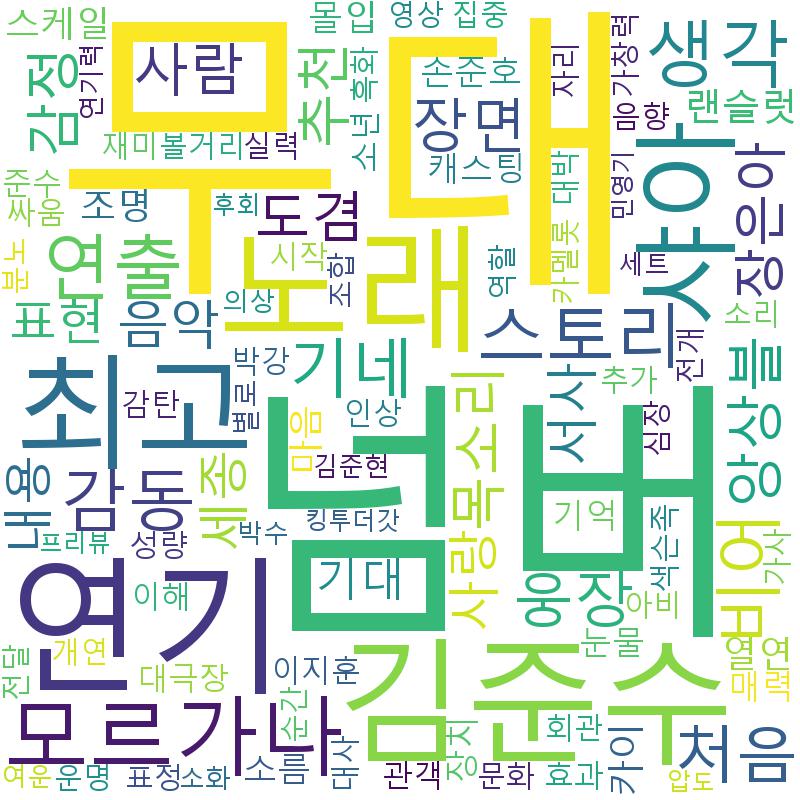 스케일
몰입
영상
집중
사람
무대
감정
연기력
추천
소년
흑화
손준호
장면
캐스팅
자리
가창력
생각
랜슬럿
음향
샤아
장은아
재미
볼거리
실력
준수
싸움
조명
후회
도겸
분노
연출
시작
조합
의상
노래
역할
대박
카멜롯
민영기
세트
소리
표현
음악
스토리
전개
박강
기네
최고
감탄
별로
마음
인상
김준현
넘버
목소리
서사
추가
심장
앙상블
내용
감동
세종
프리뷰
성량
박수
킹투더갓
기억
색슨족
비어
가사
연기
이해
기대
사랑
웅장
아비
눈물
열연
매력
전달
개연
대극장
이지훈
순간
김준수
모르가나
장치
회관
처음
여운
운명
표정
소화
소름
대사
관객
문화
효과
카이
압도